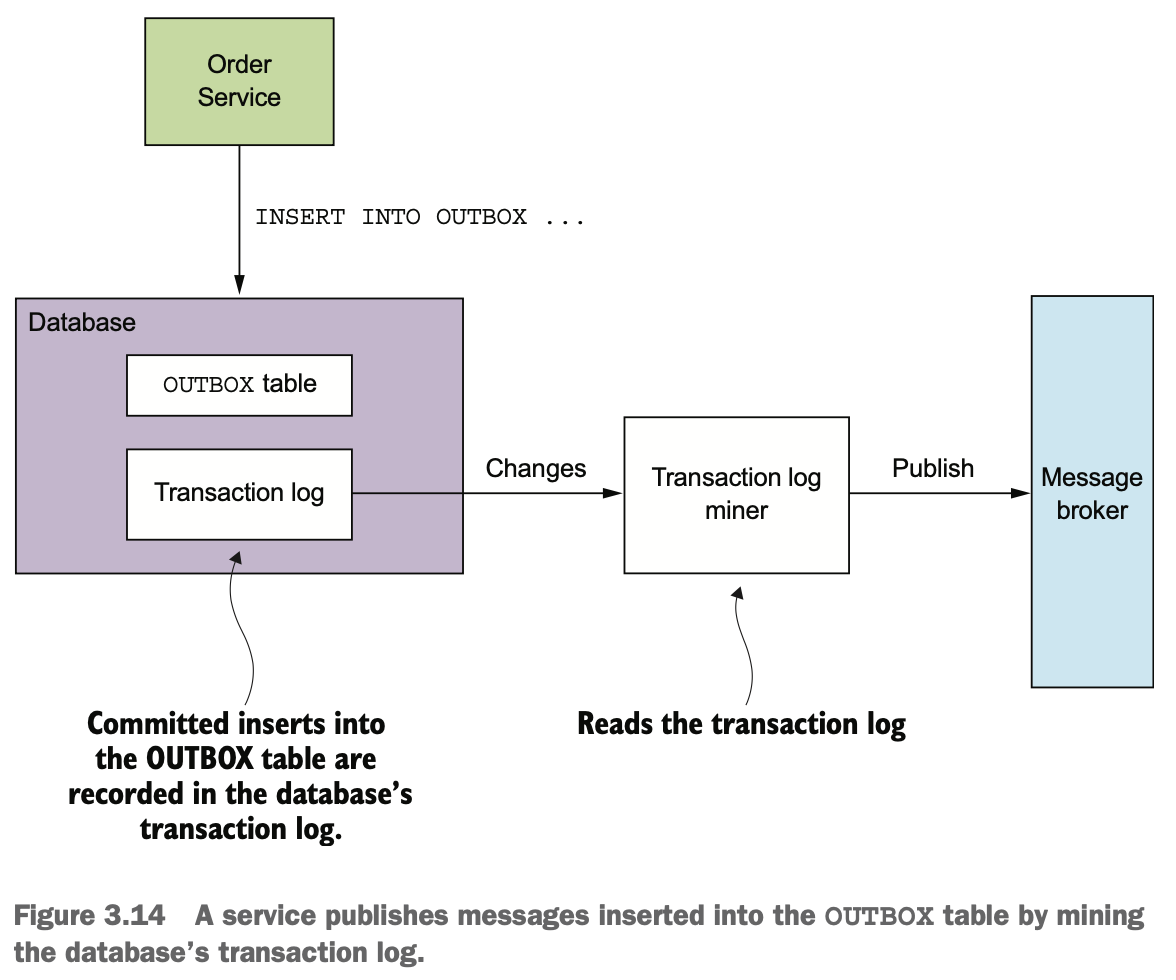 Order
Service
INSERT INTO OUTBOX ...
Database
OUTBOX table
Transaction log
Changes
Transaction log
miner
Publish
Message
broker
Committed inserts into
the OUTBOX table are
recorded in the database’s
transaction log.
Reads the transaction log
Figure 3.14 A service publishes messages inserted into the OUTBOX table by mining
the database’s transaction log.